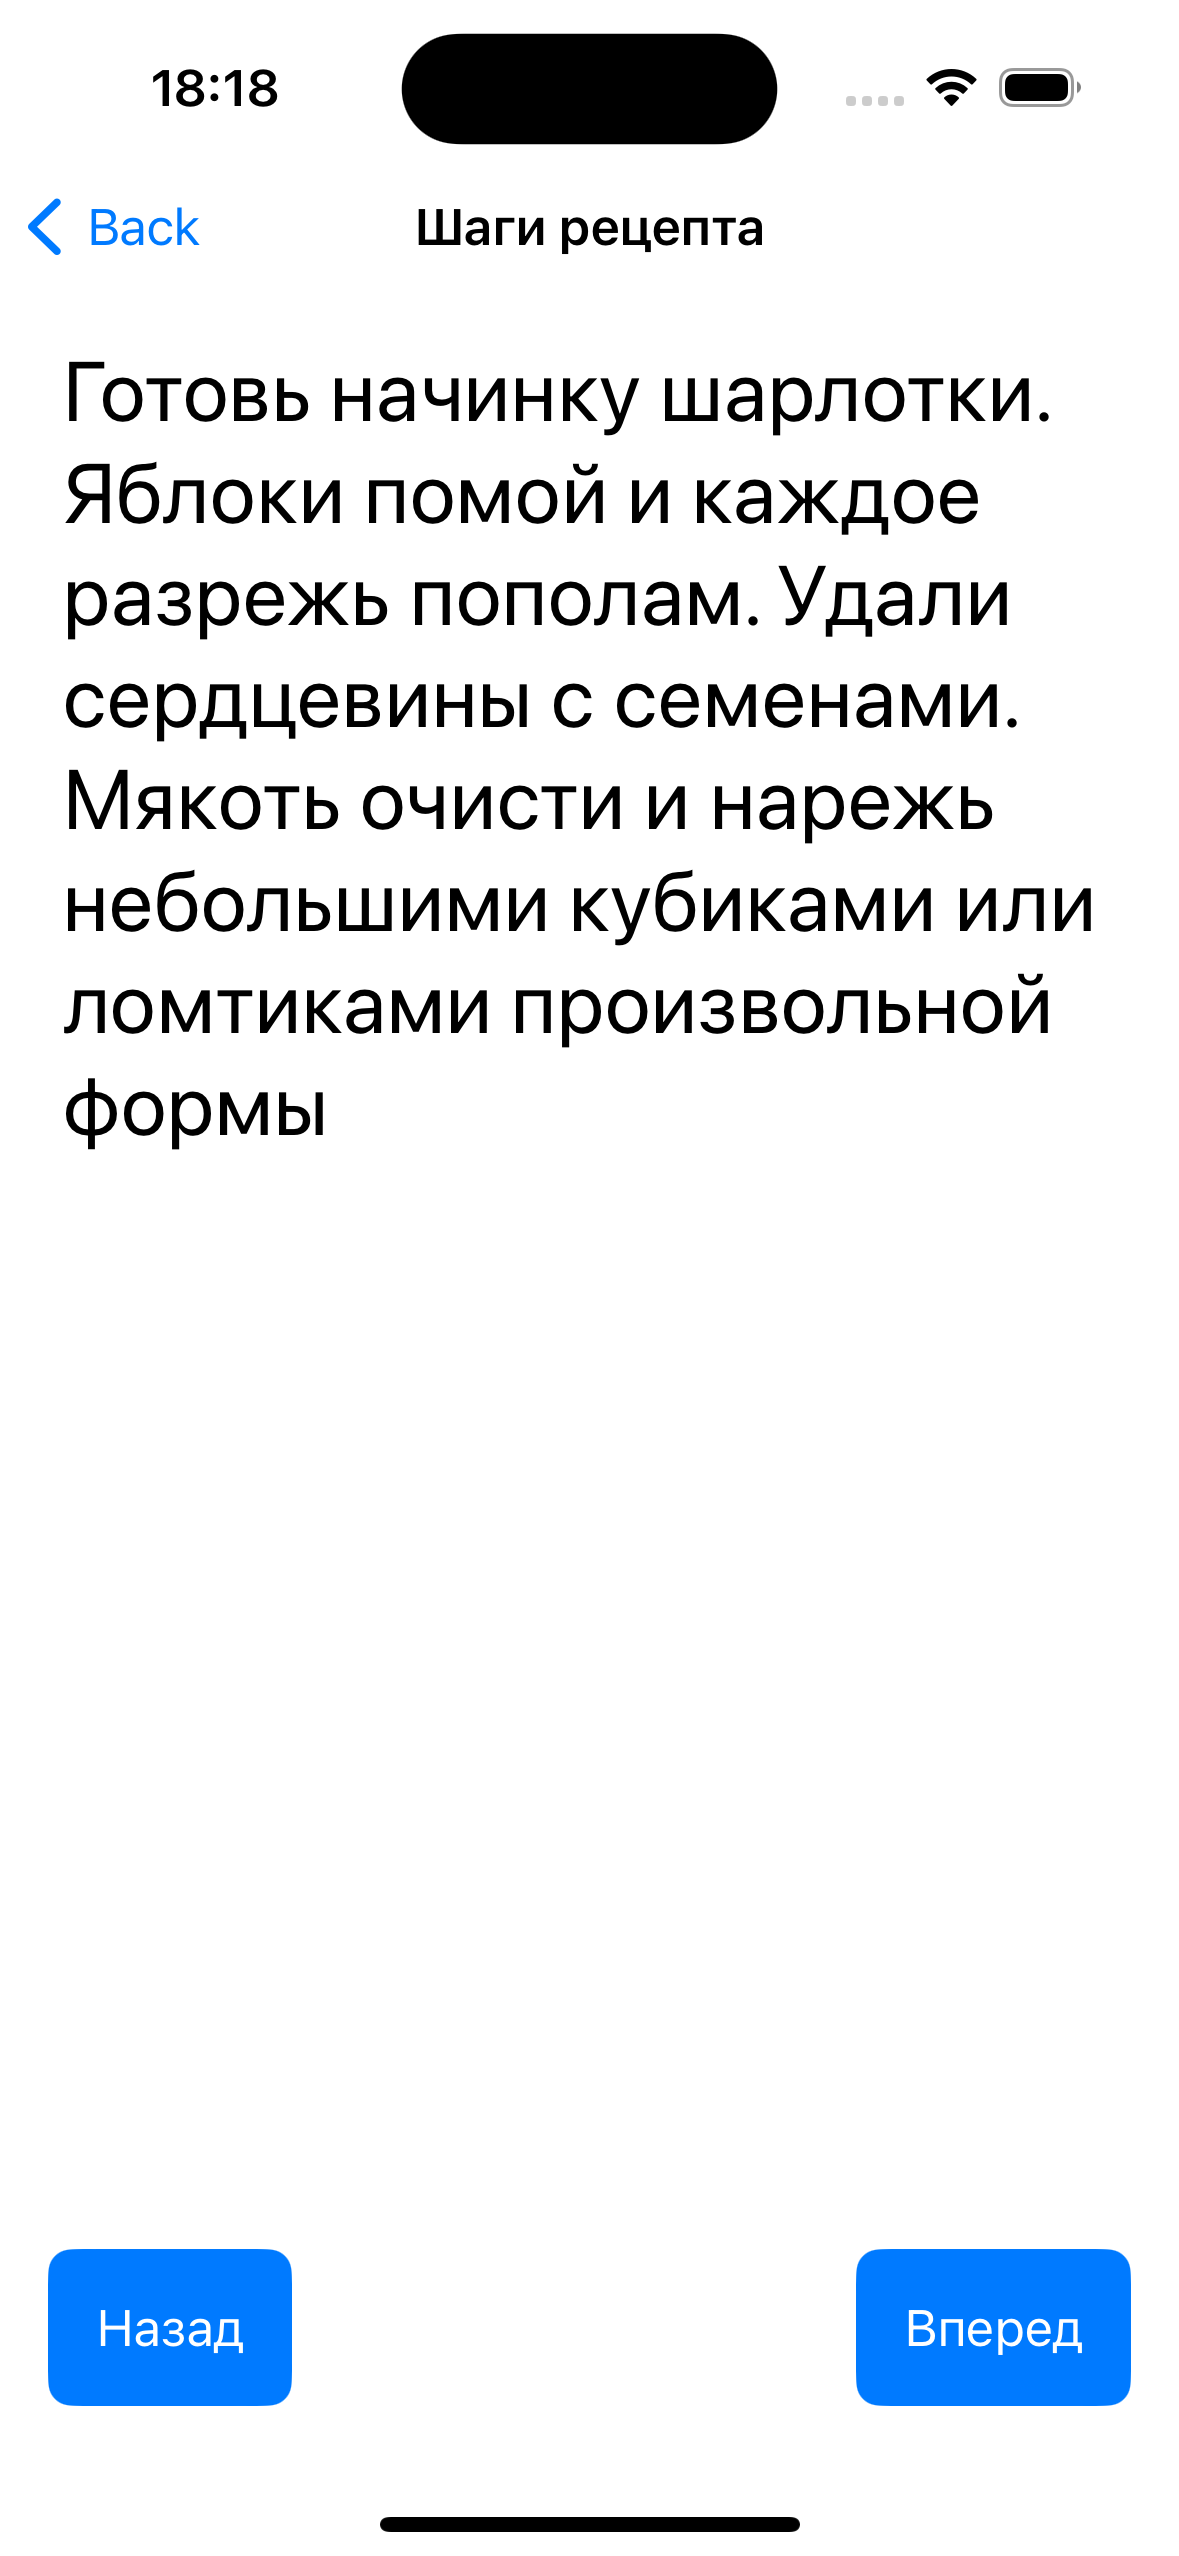 18:18
Back
Шаги рецепта
Готовь начинку шарлотки.
Яблоки помой и каждое
разрежь пополам. Удали
сердцевины с семенами.
Мякоть очисти и нарежь
небольшими кубиками или
ломтиками произвольной
формы
Назад
Вперед